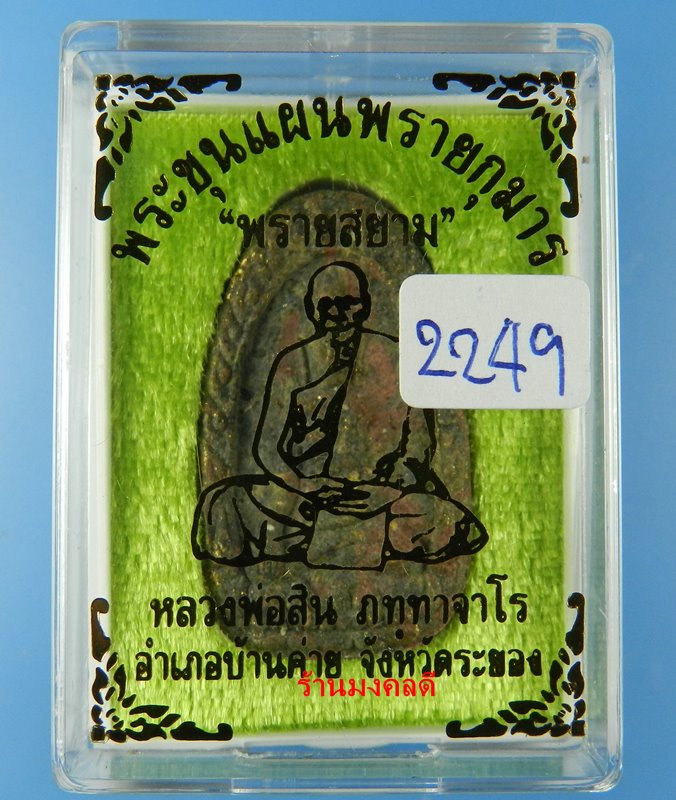 พระขุนแผนพรายกุมาร
“พรายสยาม”
2249
หลวงพ่อสิน ภทฺทาจาโร
อำเภอบ้านค่าย จังหวัดระยอง
ร้านมงคลดี